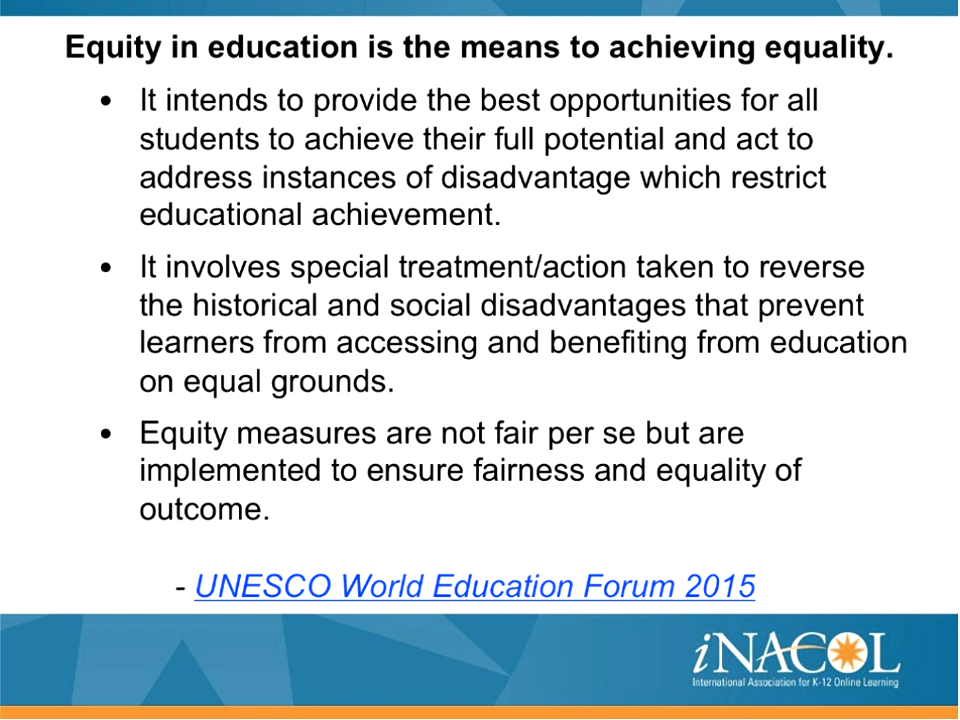 Equity in education is the means to achieving equality.
• It intends to provide the best opportunities for all
students to achieve their full potential and act to
address instances of disadvantage which restrict
educational achievement.
• It involves special treatment/action taken to reverse
the historical and social disadvantages that prevent
learners from accessing and benefiting from education
on equal grounds.
• Equity measures are not fair per se but are
implemented to ensure fairness and equality of
outcome.
- UNESCO World Education Forum 2015
iNACOL
International Association for K-12 Online Learning